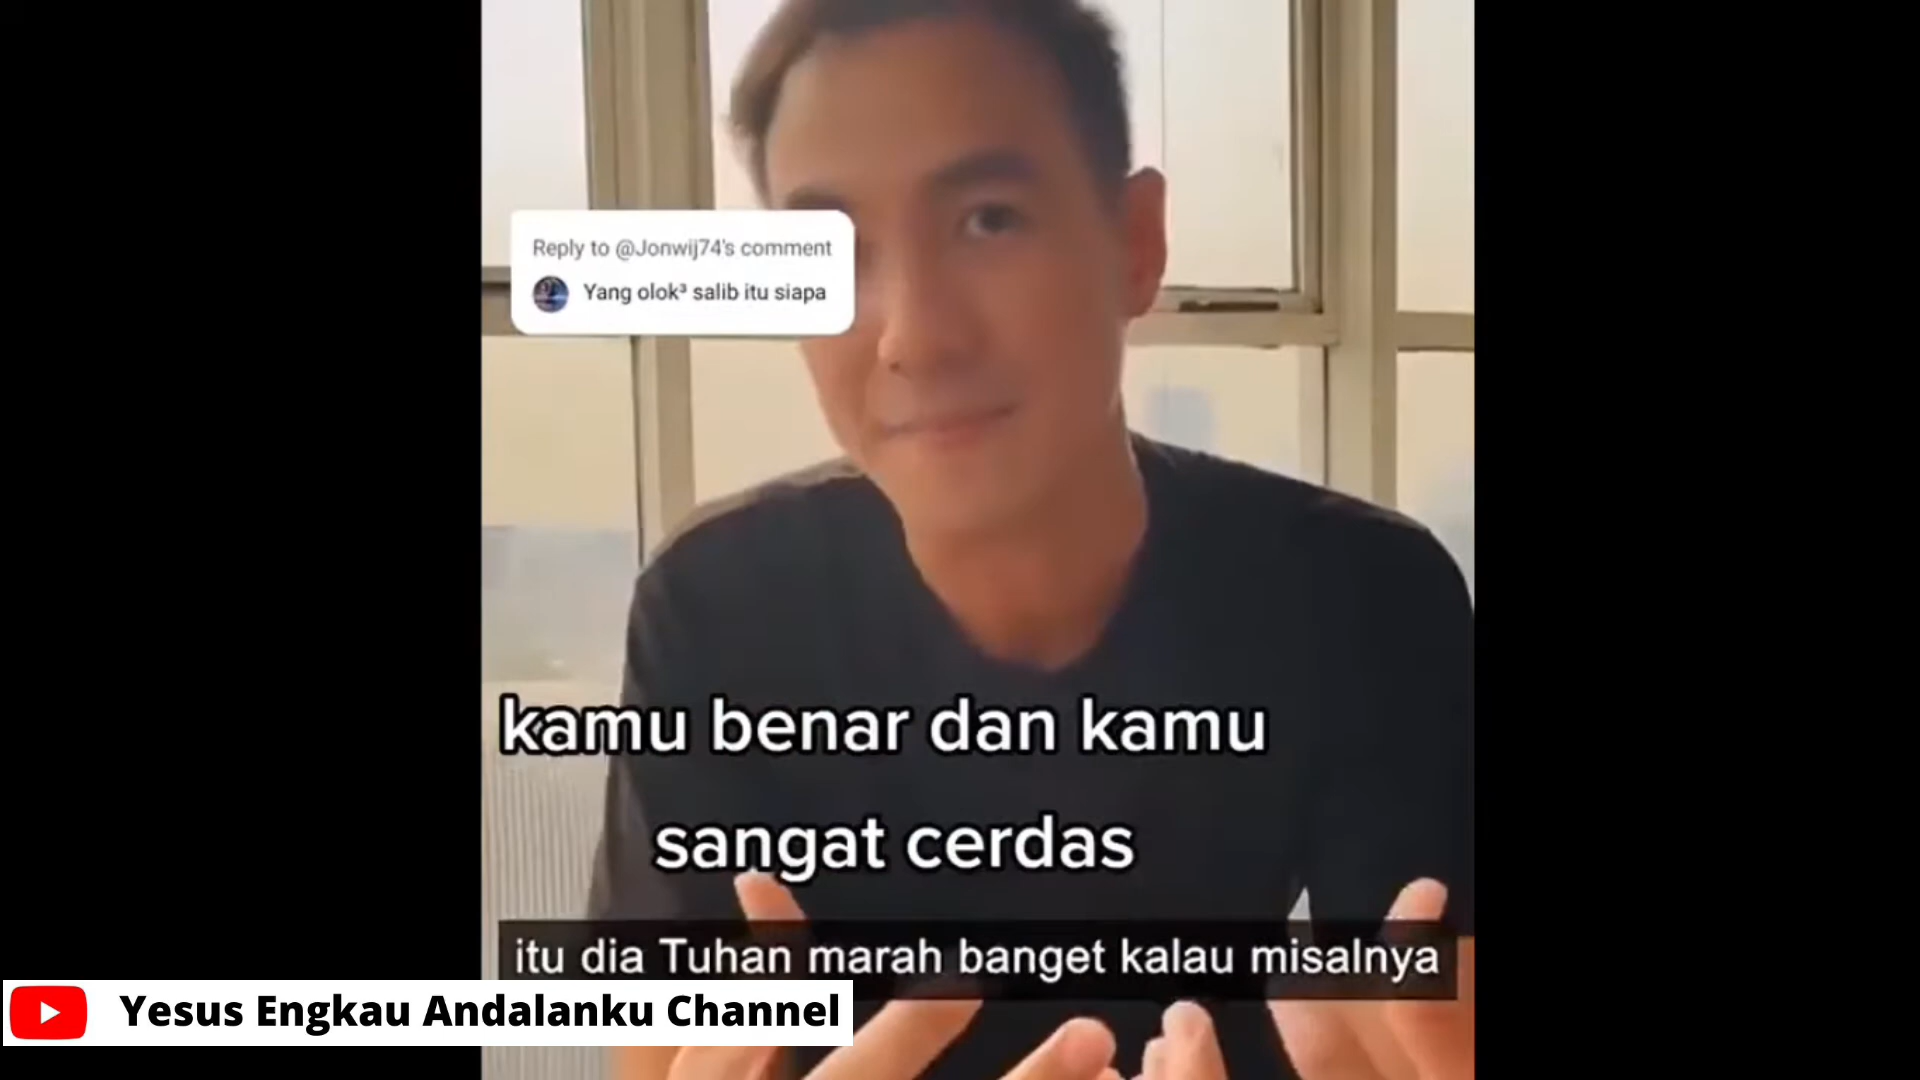 Reply to @Jonwij74's comment
Yang olok³ salib itu siapa
kamu benar dan kamu
sangat cerdas
itu dia Tuhan marah banget kalau misalnya
Yesus Engkau Andalanku Channel